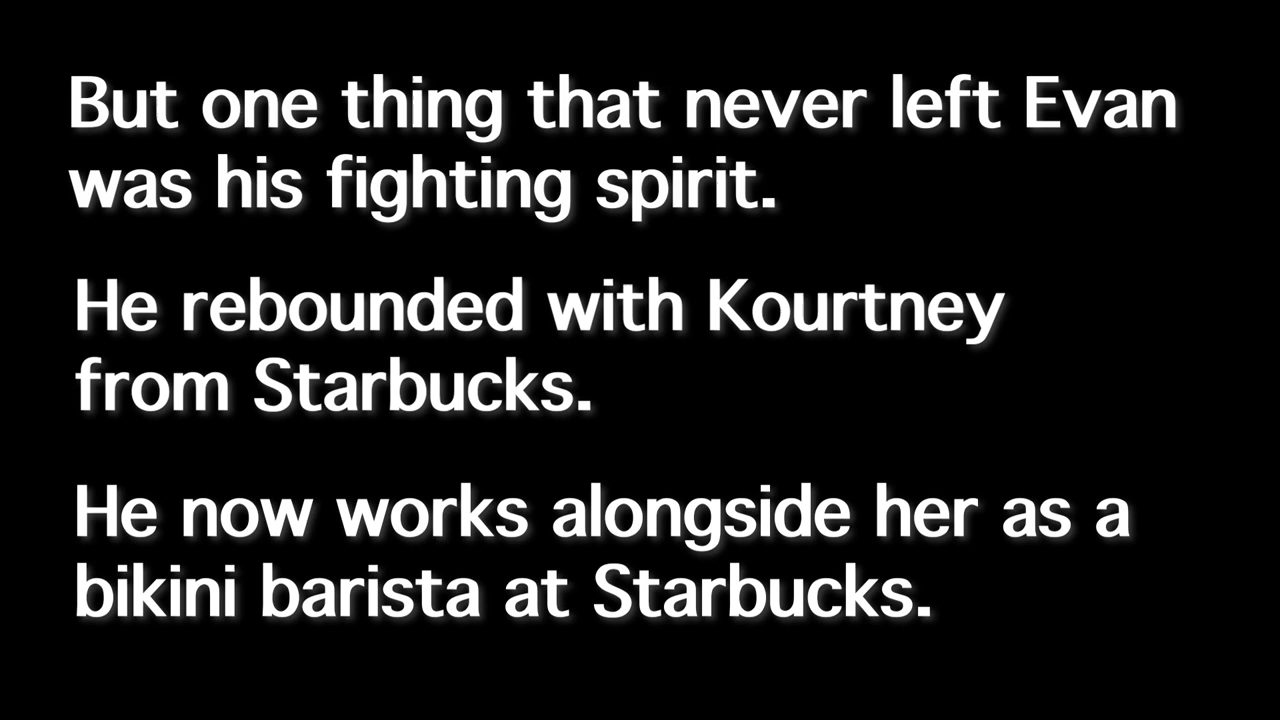 But one thing that never left Evan
was his fighting spirit.
He rebounded with Kourtney
from Starbucks.
He now works alongside her as a
bikini barista at Starbucks.